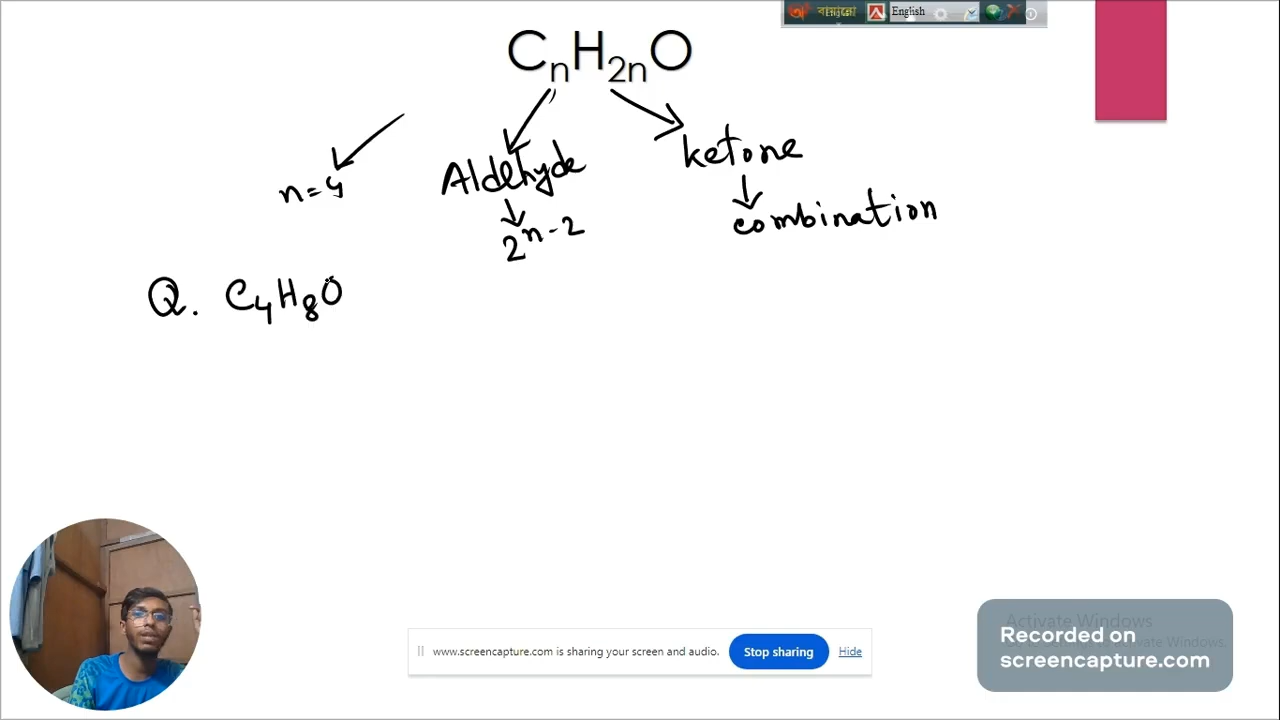 English
CnH2nO
n=4
Aldehyde
ketone
2^n-2
combination
Q. C4H8O
www.screencapture.com is sharing your screen and audio.
Stop sharing
Hide
Activate Windows
Recorded on
screencapture.com